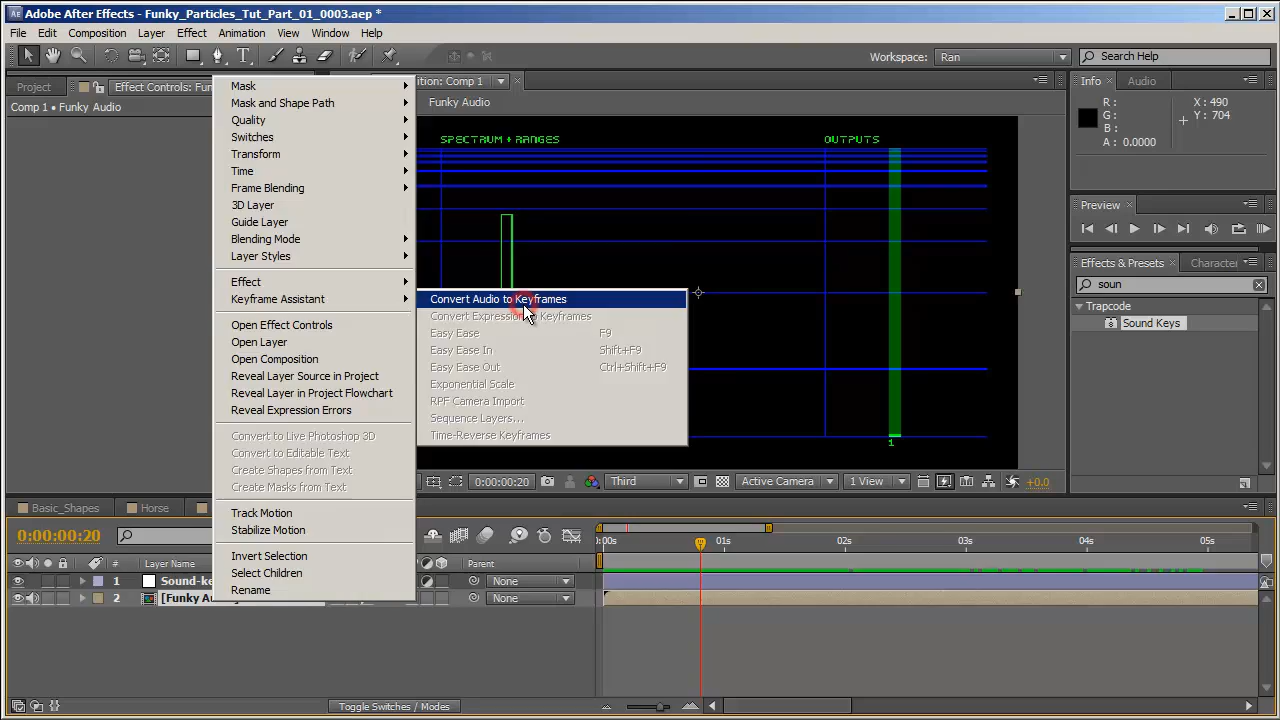 Adobe After Effects - Funky_Particles_Tut_Part_01_0003.aep *
File Edit Composition Layer Effect Animation View Window Help
Workspace: Ran
Search Help
Project
Effect Controls: Fun
Comp 1 • Funky Audio
Mask
Mask and Shape Path
Quality
Switches
Transform
Time
Frame Blending
3D Layer
Guide Layer
Blending Mode
Layer Styles
Effect
Keyframe Assistant
Open Effect Controls
Open Layer
Open Composition
Reveal Layer Source in Project
Reveal Layer in Project Flowchart
Reveal Expression Errors
Convert to Live Photoshop 3D
Convert to Editable Text
Create Shapes from Text
Create Masks from Text
Track Motion
Stabilize Motion
Invert Selection
Select Children
Rename
Convert Audio to Keyframes
Easy Ease F9
Easy Ease In Shift+F9
Easy Ease Out Ctrl+Shift+F9
Exponential Scale
RPF Camera Import
Sequence Layers...
Time-Reverse Keyframes
ition: Comp 1
Funky Audio
SPECTRUM + RANGES
OUTPUTS
1
0:00:00:20
Third
Active Camera
1 View
+0.0
Info
Audio
R :
G :
B :
A : 0.0000
X : 490
Y : 704
Preview
Effects & Presets
Character
soun
Trapcode
Sound Keys
Basic_Shapes
Horse
0:00:00:20
# Layer Name
Parent
1 Sound-ke
None
2 [Funky Au
None
0:00s 01s 02s 03s 04s 05s
Toggle Switches / Modes